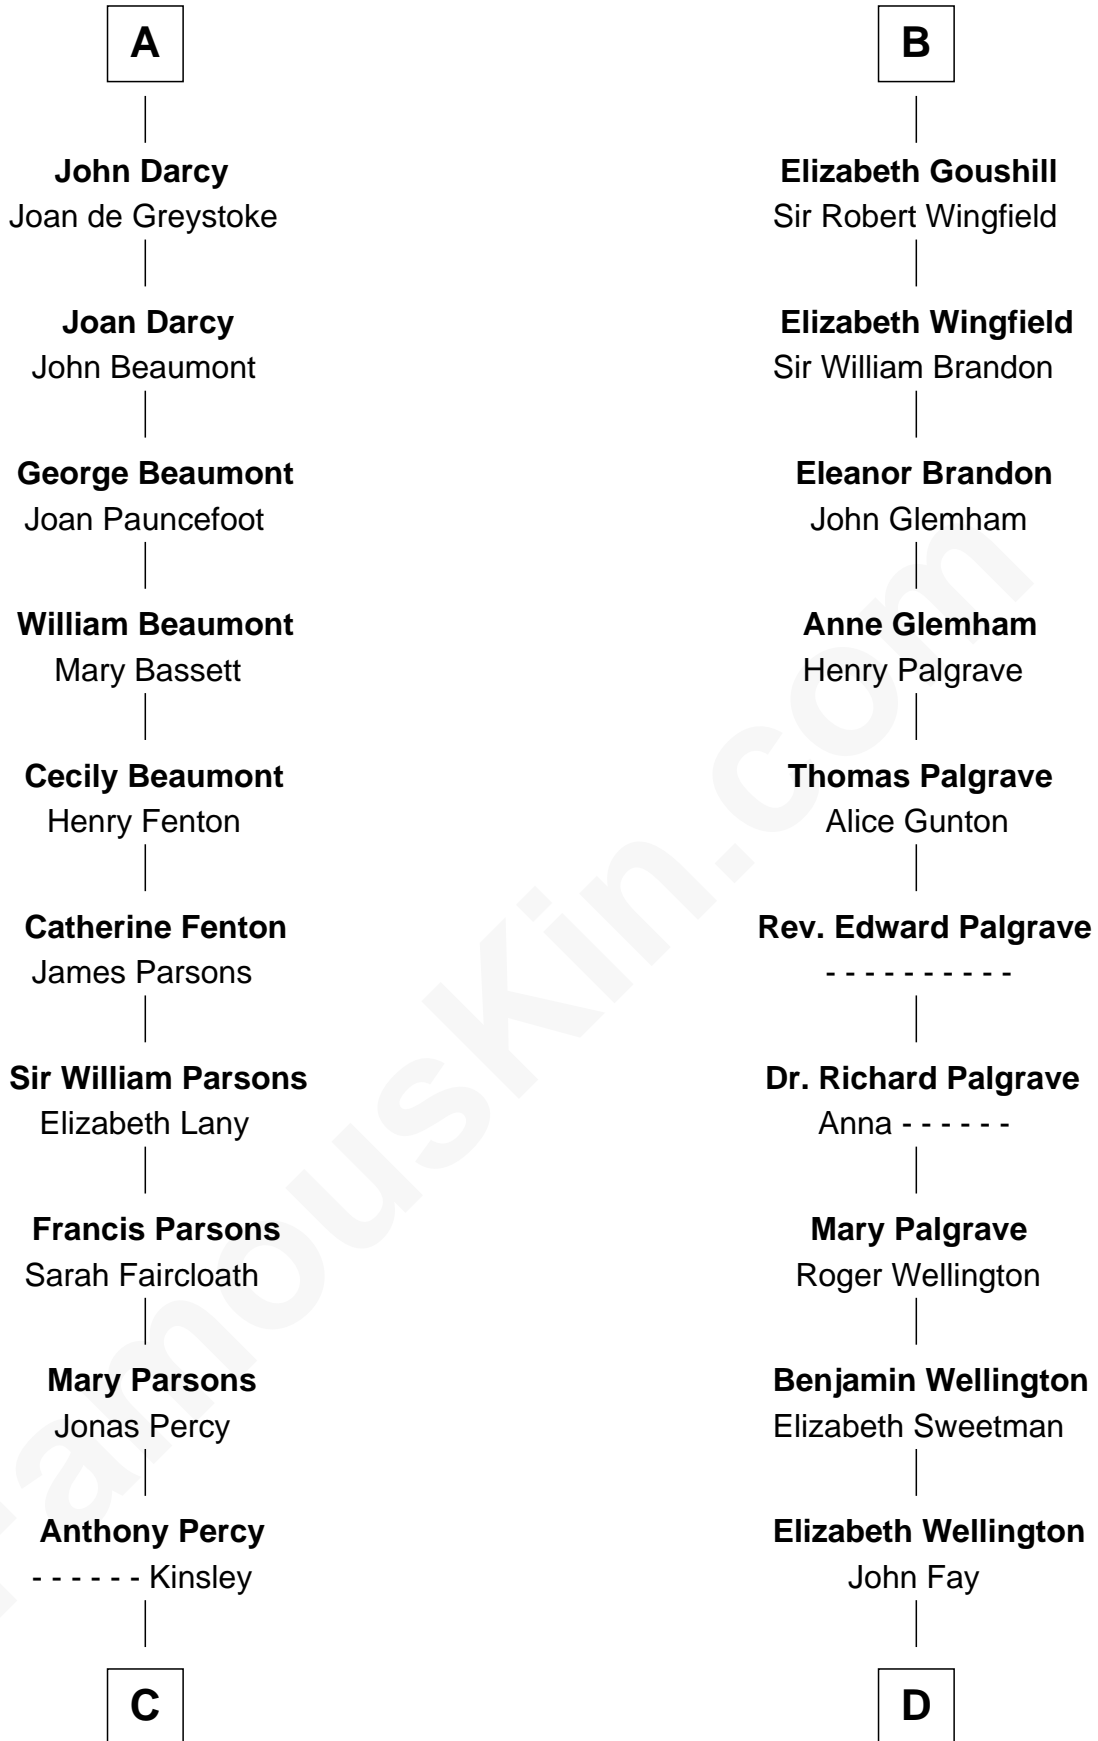 A
John Darcy
Joan de Greystoke
Joan Darcy
John Beaumont
George Beaumont
Joan Pauncefoot
William Beaumont
Mary Bassett
Cecily Beaumont
Henry Fenton
Catherine Fenton
James Parsons
Sir William Parsons
Elizabeth Lany
Francis Parsons
Sarah Faircloath
Mary Parsons
Jonas Percy
Anthony Percy
- - - - - - Kinsley
C
B
Elizabeth Goushill
Sir Robert Wingfield
Elizabeth Wingfield
Sir William Brandon
Eleanor Brandon
John Glemham
Anne Glemham
Henry Palgrave
Thomas Palgrave
Alice Gunton
Rev. Edward Palgrave
- - - - - - - - - -
Dr. Richard Palgrave
Anna - - - - - -
Mary Palgrave
Roger Wellington
Benjamin Wellington
Elizabeth Sweetman
Elizabeth Wellington
John Fay
D
FamousKin.com